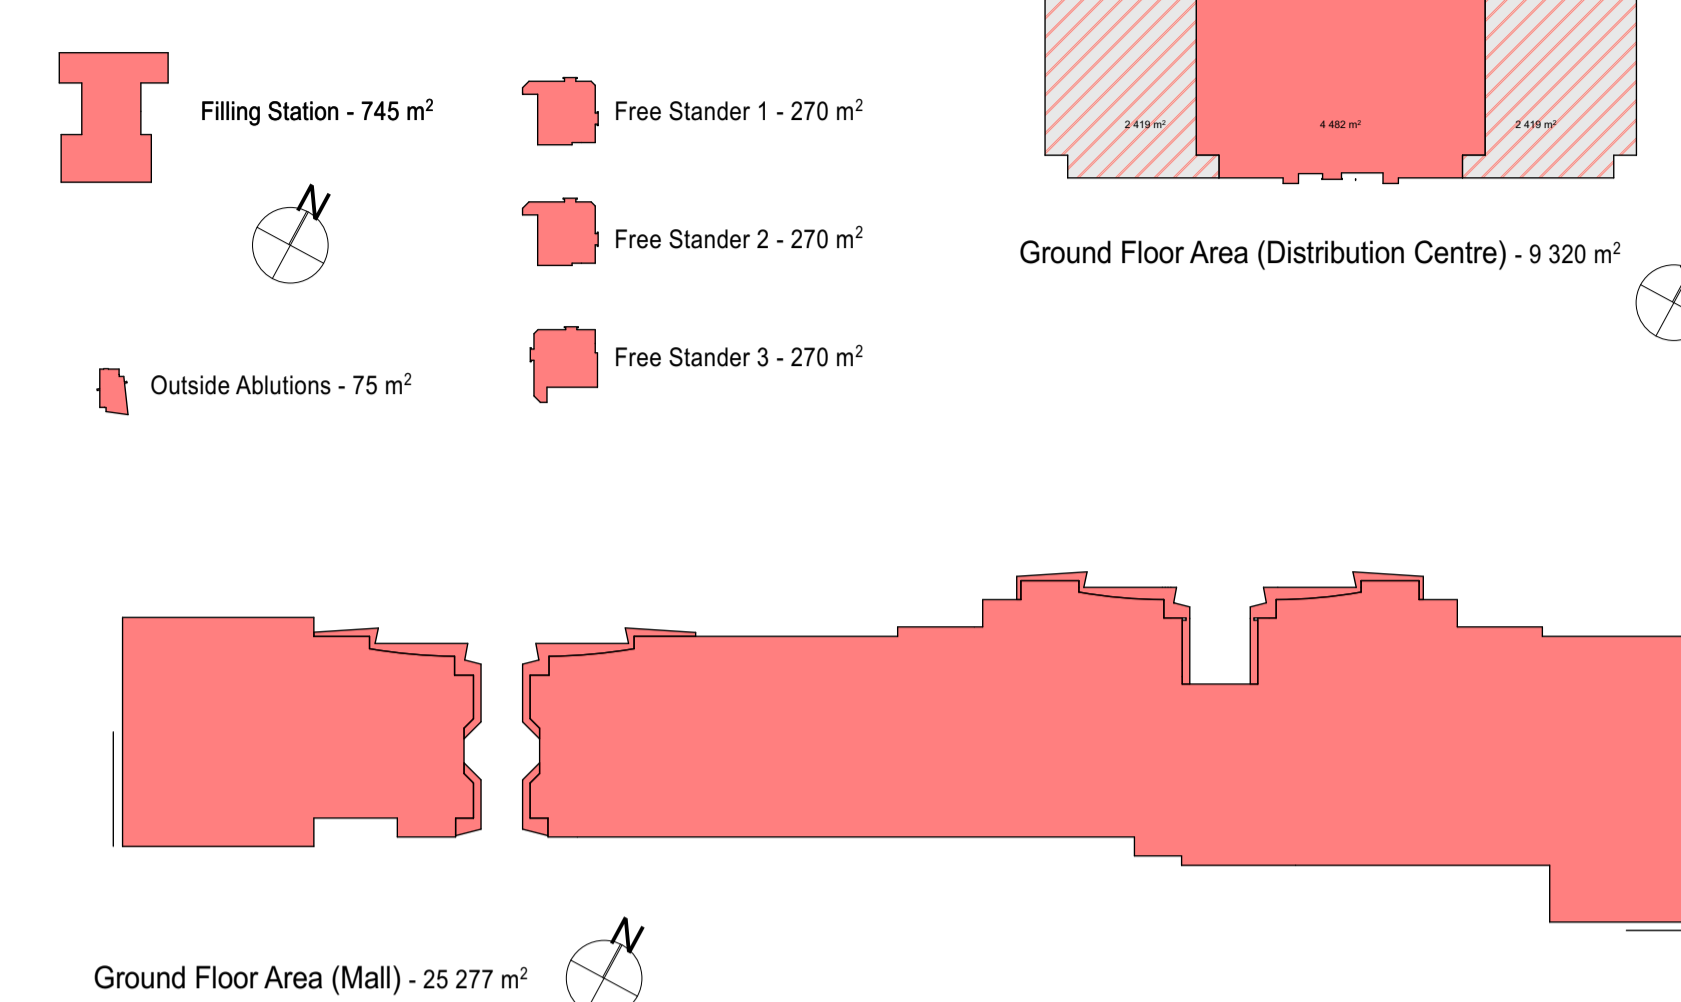 Filling Station - 745 m²
Free Stander 1 - 270 m²
2 419 m²
4 482 m²
2 419 m²
N
Free Stander 2 - 270 m²
Ground Floor Area (Distribution Centre) - 9 320 m²
Free Stander 3 - 270 m²
Outside Ablutions - 75 m²
N
Ground Floor Area (Mall) - 25 277 m²